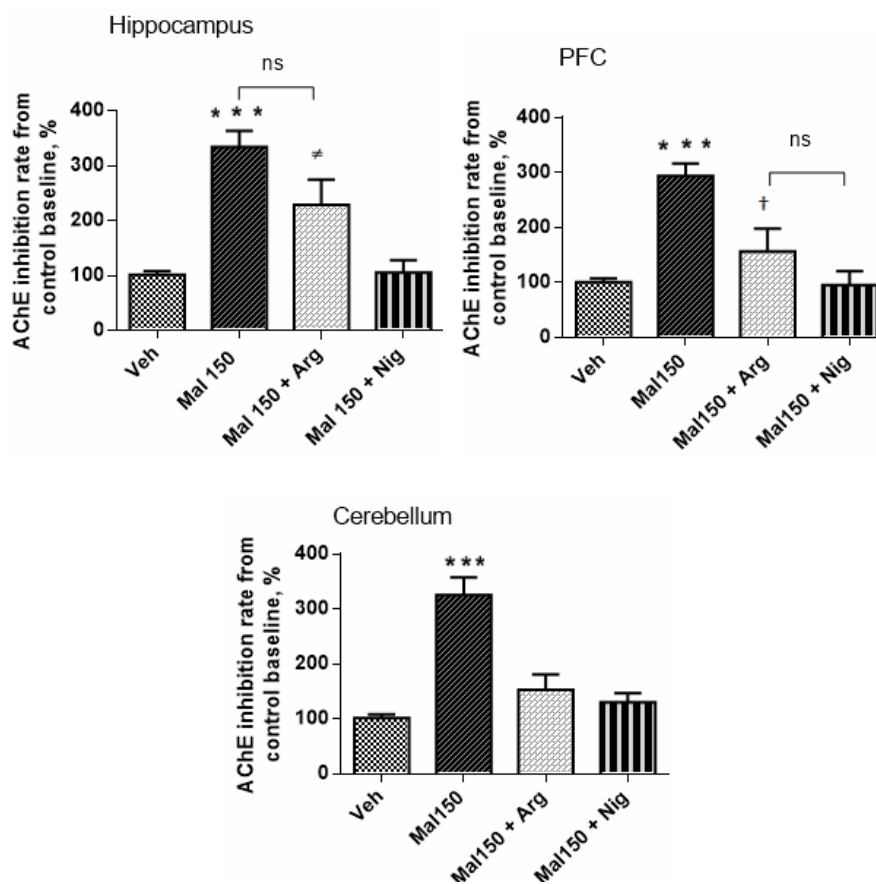 Hippocampus
ns
* * *
≠
AChE inhibition rate from
control baseline, %
400
300
200
100
0
Veh
Mal 150
Mal 150 + Arg
Mal 150 + Nig
PFC
ns
* * *
†
AChE inhibition rate from
control baseline, %
400
300
200
100
0
Veh
Mal150
Mal150 + Arg
Mal150 + Nig
Cerebellum
***
AChE inhibition rate from
control baseline, %
400
300
200
100
0
Veh
Mal150
Mal150 + Arg
Mal150 + Nig